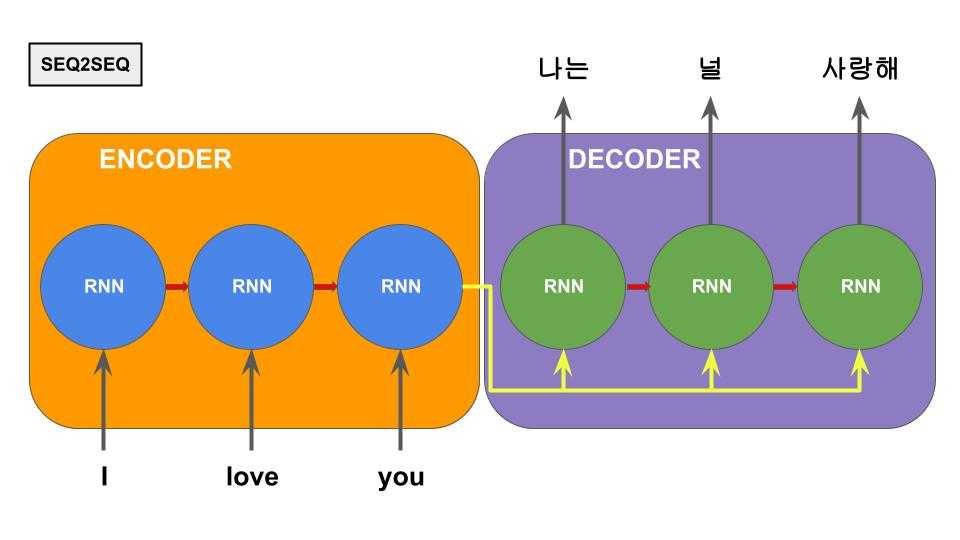 SEQ2SEQ
나는 널 사랑해
ENCODER DECODER
RNN RNN RNN RNN RNN RNN
I love you